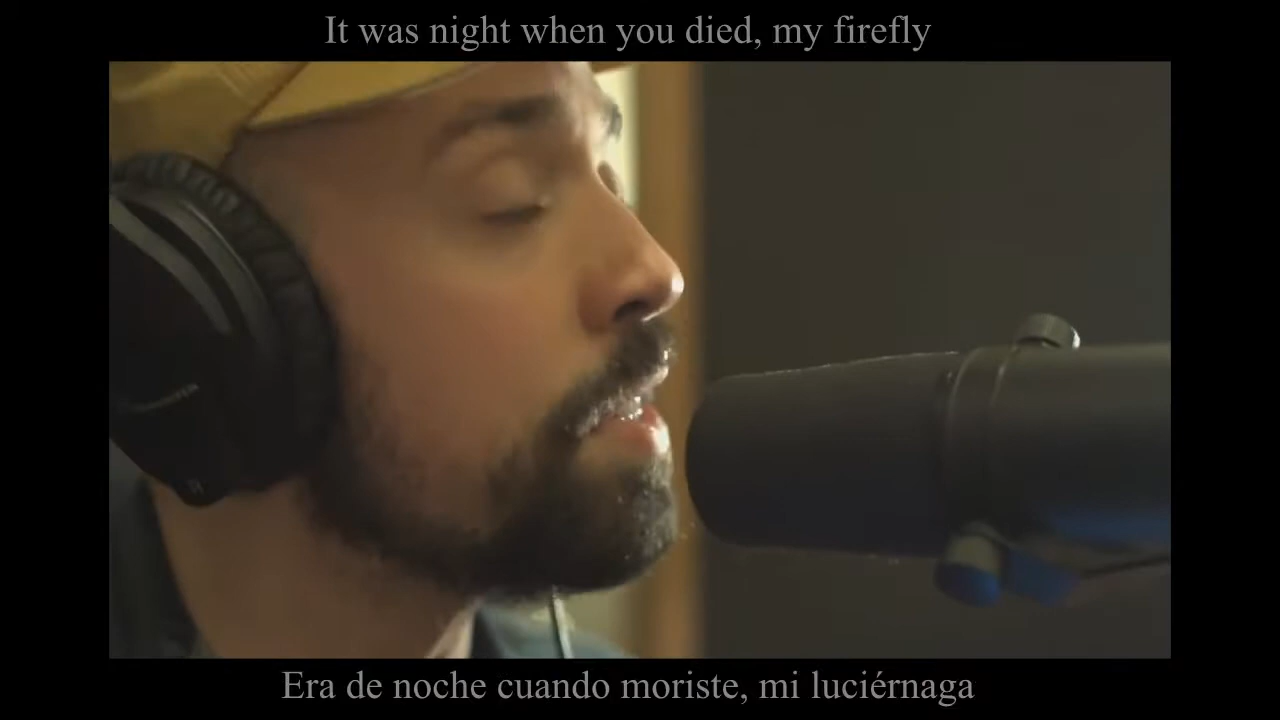 It was night when you died, my firefly
Era de noche cuando moriste, mi luciérnaga